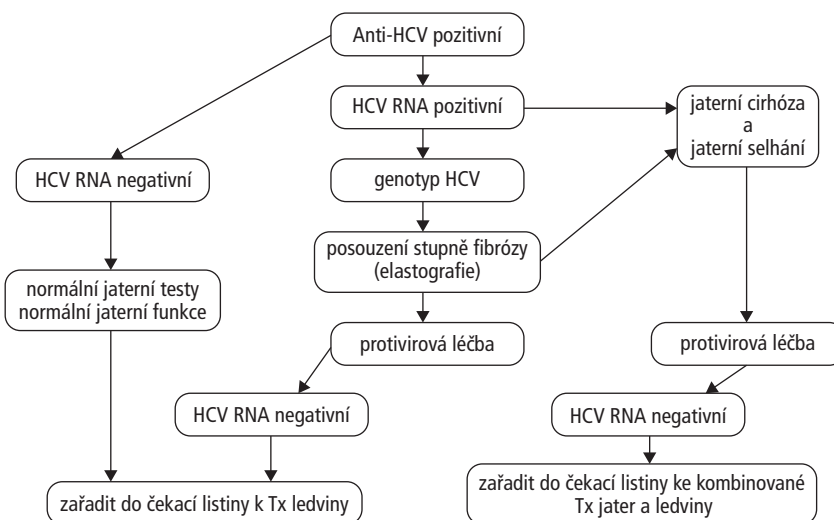 Anti-HCV pozitivní
HCV RNA pozitivní
jaterní cirhóza
a
jaterní selhání
HCV RNA negativní
genotyp HCV
posouzení stupně fibrózy
(elastografie)
normální jaterní testy
normální jaterní funkce
protivirová léčba
protivirová léčba
HCV RNA negativní
HCV RNA negativní
zařadit do čekací listiny k Tx ledviny
zařadit do čekací listiny ke kombinované
Tx jater a ledviny